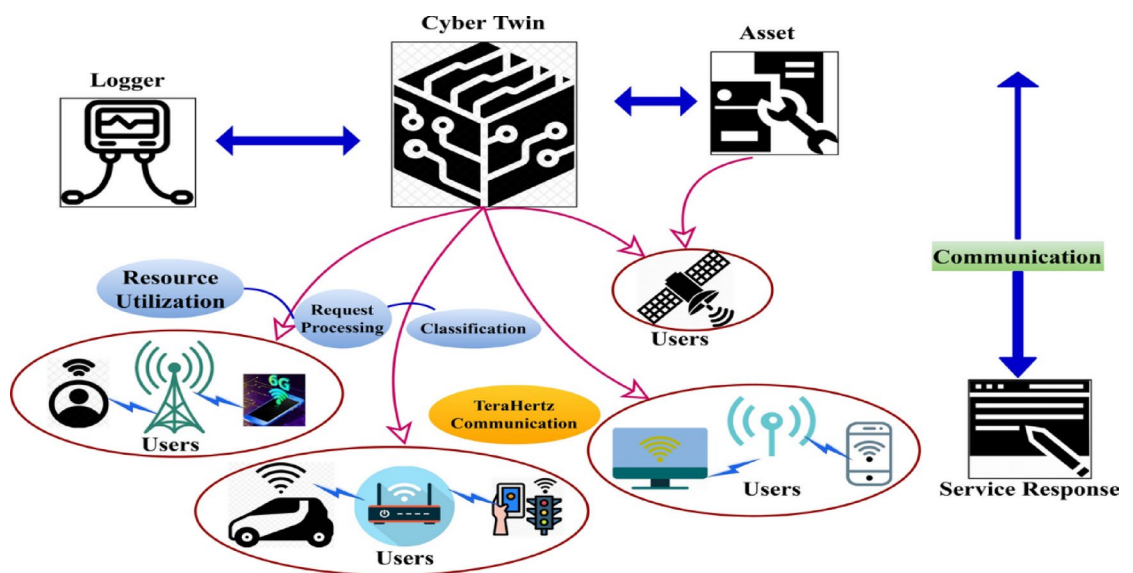 Cyber Twin
Asset
Logger
Communication
Resource
Utilization
Request
Processing
Classification
Users
6G
Users
TeraHertz
Communication
Users
Users
Service Response